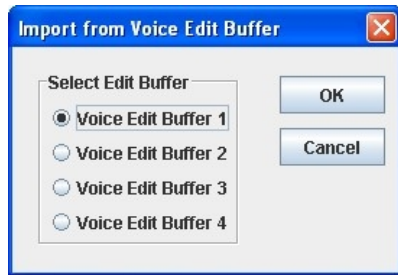 Import from Voice Edit Buffer
Select Edit Buffer
Voice Edit Buffer 1
Voice Edit Buffer 2
Voice Edit Buffer 3
Voice Edit Buffer 4
OK
Cancel